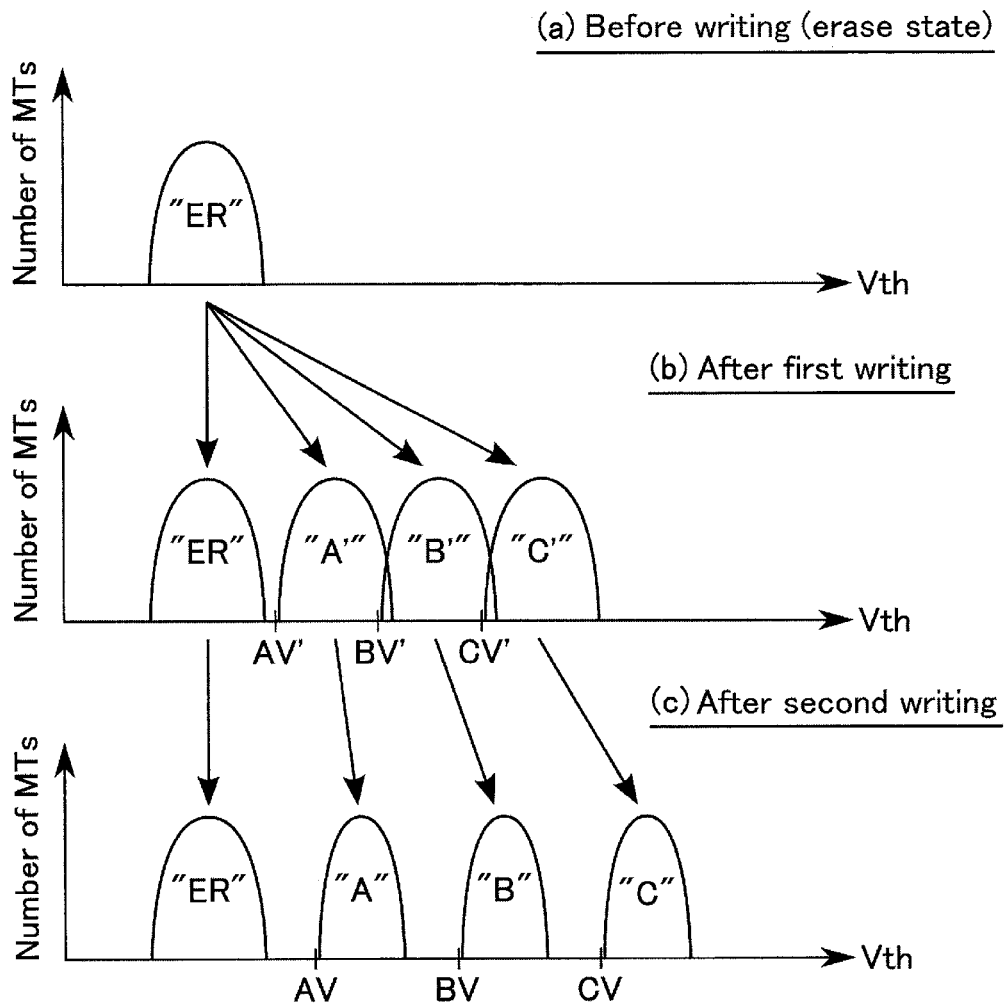 (a) Before writing (erase state)
Number of MTs
"ER"
Vth
(b) After first writing
Number of MTs
"ER" "A'" "B'" "C'"
Vth
AV' BV' CV'
(c) After second writing
Number of MTs
"ER" "A" "B" "C"
Vth
AV BV CV